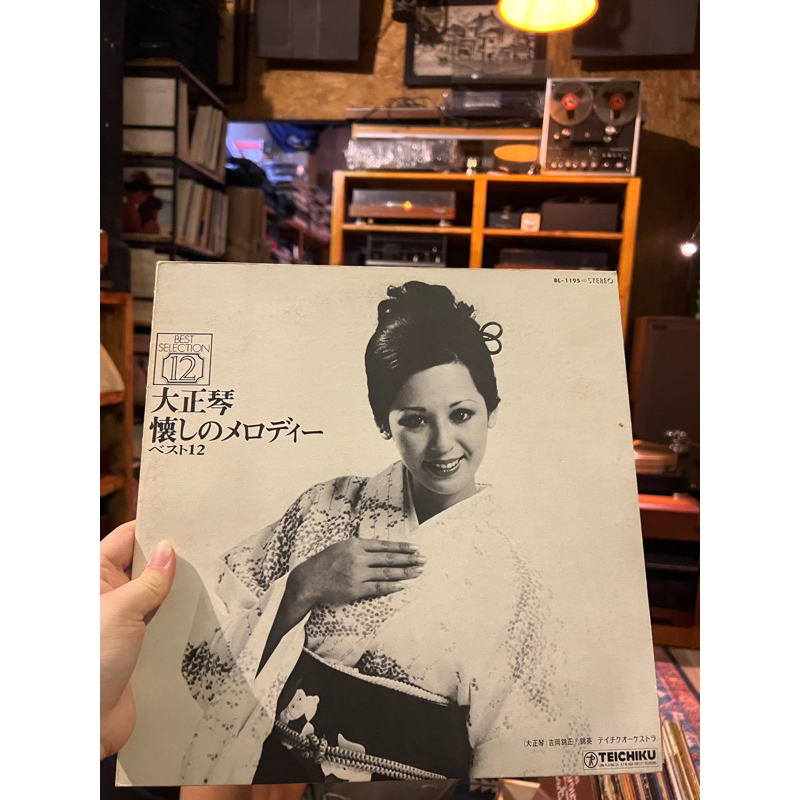 BL-1195 STEREO
BEST
SELECTION
12
大正琴
懐しのメロディー
ベスト12
(大正琴)吉岡錦正/錦英 テイチクオーケストラ
TEICHIKU